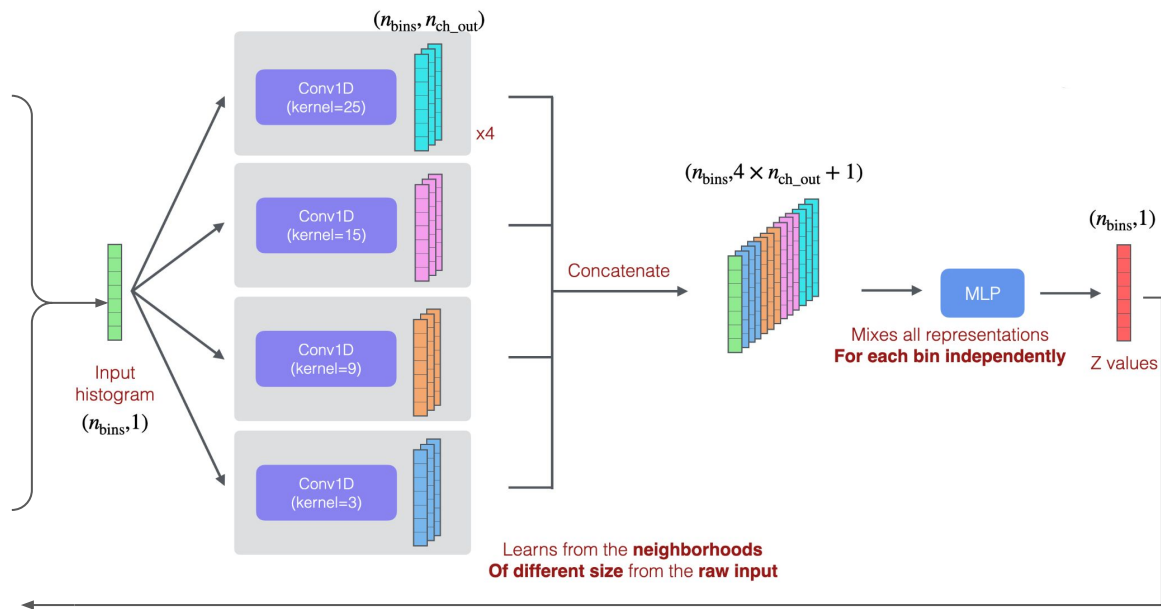 (n_bins, n_ch_out)
Conv1D
(kernel=25)
x4
Conv1D
(kernel=15)
Conv1D
(kernel=9)
Conv1D
(kernel=3)
Input
histogram
(n_bins,1)
Concatenate
(n_bins,4 × n_ch_out + 1)
MLP
Mixes all representations
For each bin independently
(n_bins,1)
Z values
Learns from the neighborhoods
Of different size from the raw input